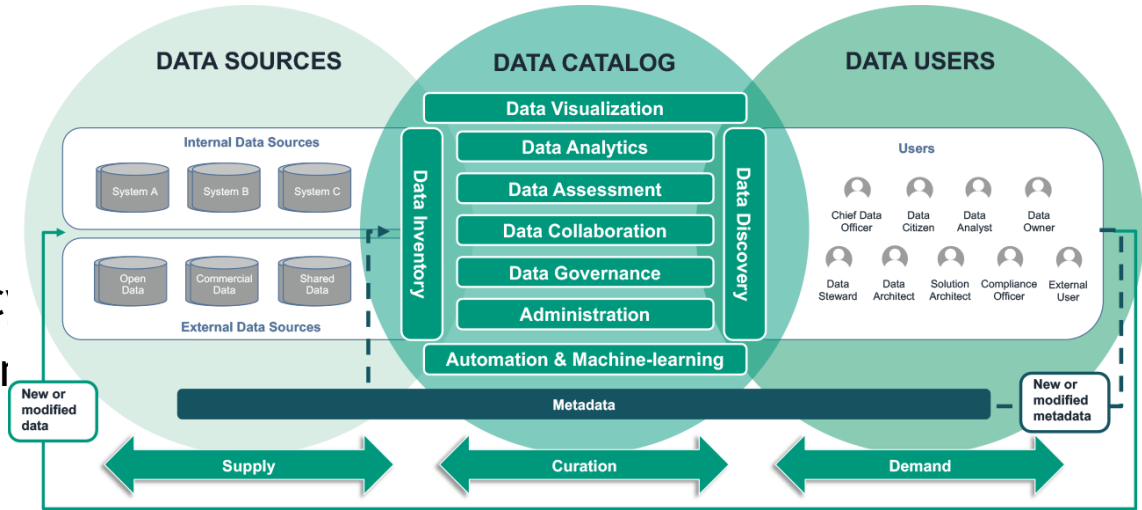 DATA SOURCES
DATA CATALOG
DATA USERS
Data Visualization
Internal Data Sources
System A
System B
System C
Open
Data
Commercial
Data
Shared
Data
External Data Sources
Data Inventory
Data Analytics
Data Assessment
Data Collaboration
Data Governance
Administration
Data Discovery
Automation & Machine-learning
Users
Chief Data
Officer
Data
Citizen
Data
Analyst
Data
Owner
Data
Steward
Data
Architect
Solution
Architect
Compliance
Officer
External
User
New or
modified
data
Metadata
New or
modified
metadata
Supply
Curation
Demand